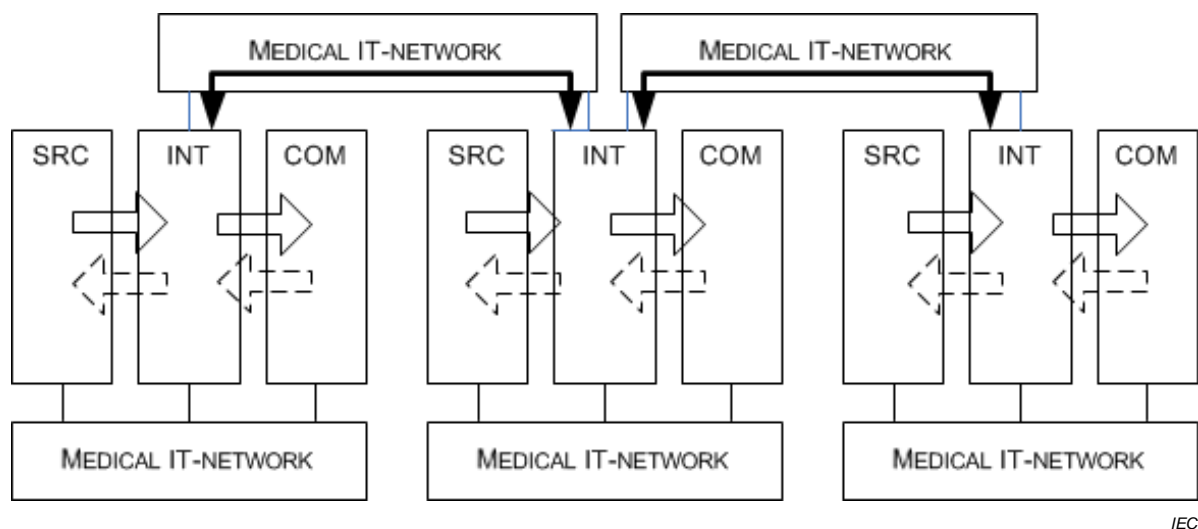 MEDICAL IT-NETWORK MEDICAL IT-NETWORK
SRC INT COM SRC INT COM SRC INT COM
MEDICAL IT-NETWORK MEDICAL IT-NETWORK MEDICAL IT-NETWORK
IEC